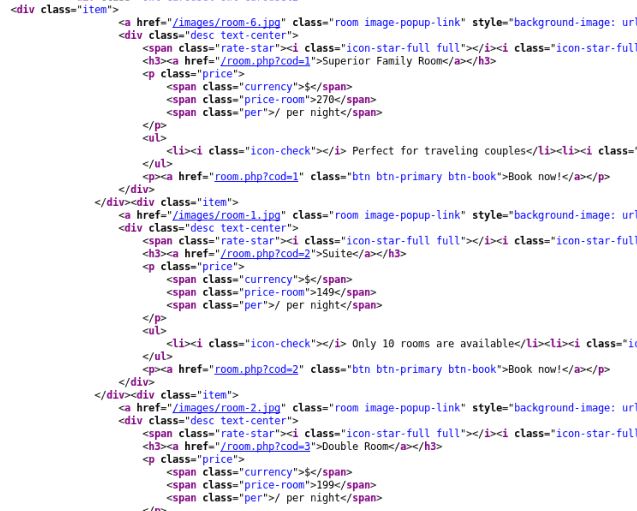 <div class="item">
<a href="/images/room-6.jpg" class="room image-popup-link" style="background-image: url
<div class="desc text-center">
<span class="rate-star"><i class="icon-star-full full"></i><i class="icon-star-full
<h3><a href="/room.php?cod=1">Superior Family Room</a></h3>
<p class="price">
<span class="currency">$</span>
<span class="price-room">270</span>
<span class="per">/ per night</span>
</p>
<ul>
<li><i class="icon-check"></i> Perfect for traveling couples</li><li><i class="
</ul>
<p><a href="room.php?cod=1" class="btn btn-primary btn-book">Book now!</a></p>
</div>
</div><div class="item">
<a href="/images/room-1.jpg" class="room image-popup-link" style="background-image: url
<div class="desc text-center">
<span class="rate-star"><i class="icon-star-full full"></i><i class="icon-star-full
<h3><a href="/room.php?cod=2">Suite</a></h3>
<p class="price">
<span class="currency">$</span>
<span class="price-room">149</span>
<span class="per">/ per night</span>
</p>
<ul>
<li><i class="icon-check"></i> Only 10 rooms are available</li><li><i class="ic
</ul>
<p><a href="room.php?cod=2" class="btn btn-primary btn-book">Book now!</a></p>
</div>
</div><div class="item">
<a href="/images/room-2.jpg" class="room image-popup-link" style="background-image: url
<div class="desc text-center">
<span class="rate-star"><i class="icon-star-full full"></i><i class="icon-star-full
<h3><a href="/room.php?cod=3">Double Room</a></h3>
<p class="price">
<span class="currency">$</span>
<span class="price-room">199</span>
<span class="per">/ per night</span>
</p>